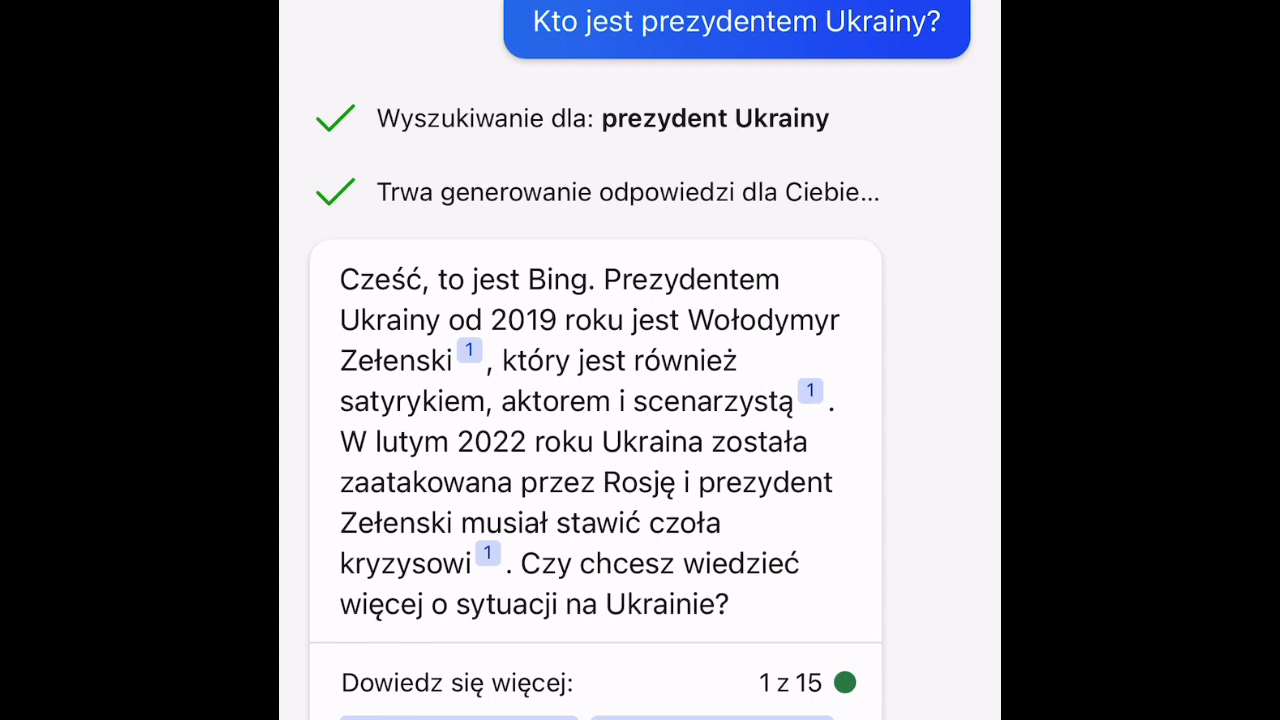 Kto jest prezydentem Ukrainy?
Wyszukiwanie dla: prezydent Ukrainy
Trwa generowanie odpowiedzi dla Ciebie...
Cześć, to jest Bing. Prezydentem
Ukrainy od 2019 roku jest Wołodymyr
Zełenski 1 , który jest również
satyrykiem, aktorem i scenarzystą 1 .
W lutym 2022 roku Ukraina została
zaatakowana przez Rosję i prezydent
Zełenski musiał stawić czoła
kryzysowi 1 . Czy chcesz wiedzieć
więcej o sytuacji na Ukrainie?
Dowiedz się więcej: 1 z 15